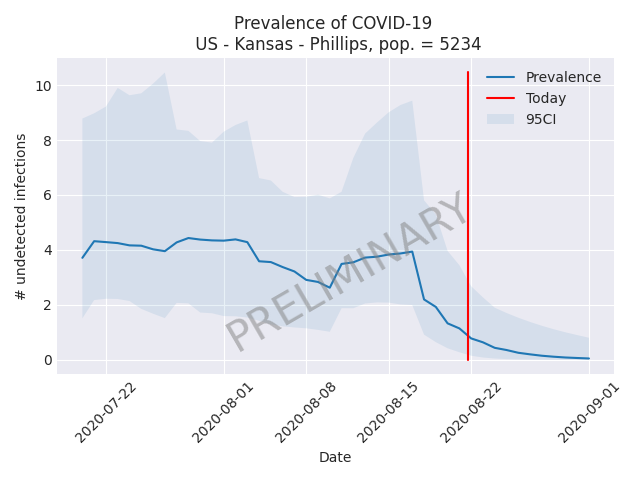 Prevalence of COVID-19
US - Kansas - Phillips, pop. = 5234
Prevalence
Today
95CI
PRELIMINARY
# undetected infections
10
8
6
4
2
0
2020-07-22
2020-08-01
2020-08-08
2020-08-15
2020-08-22
2020-09-01
Date